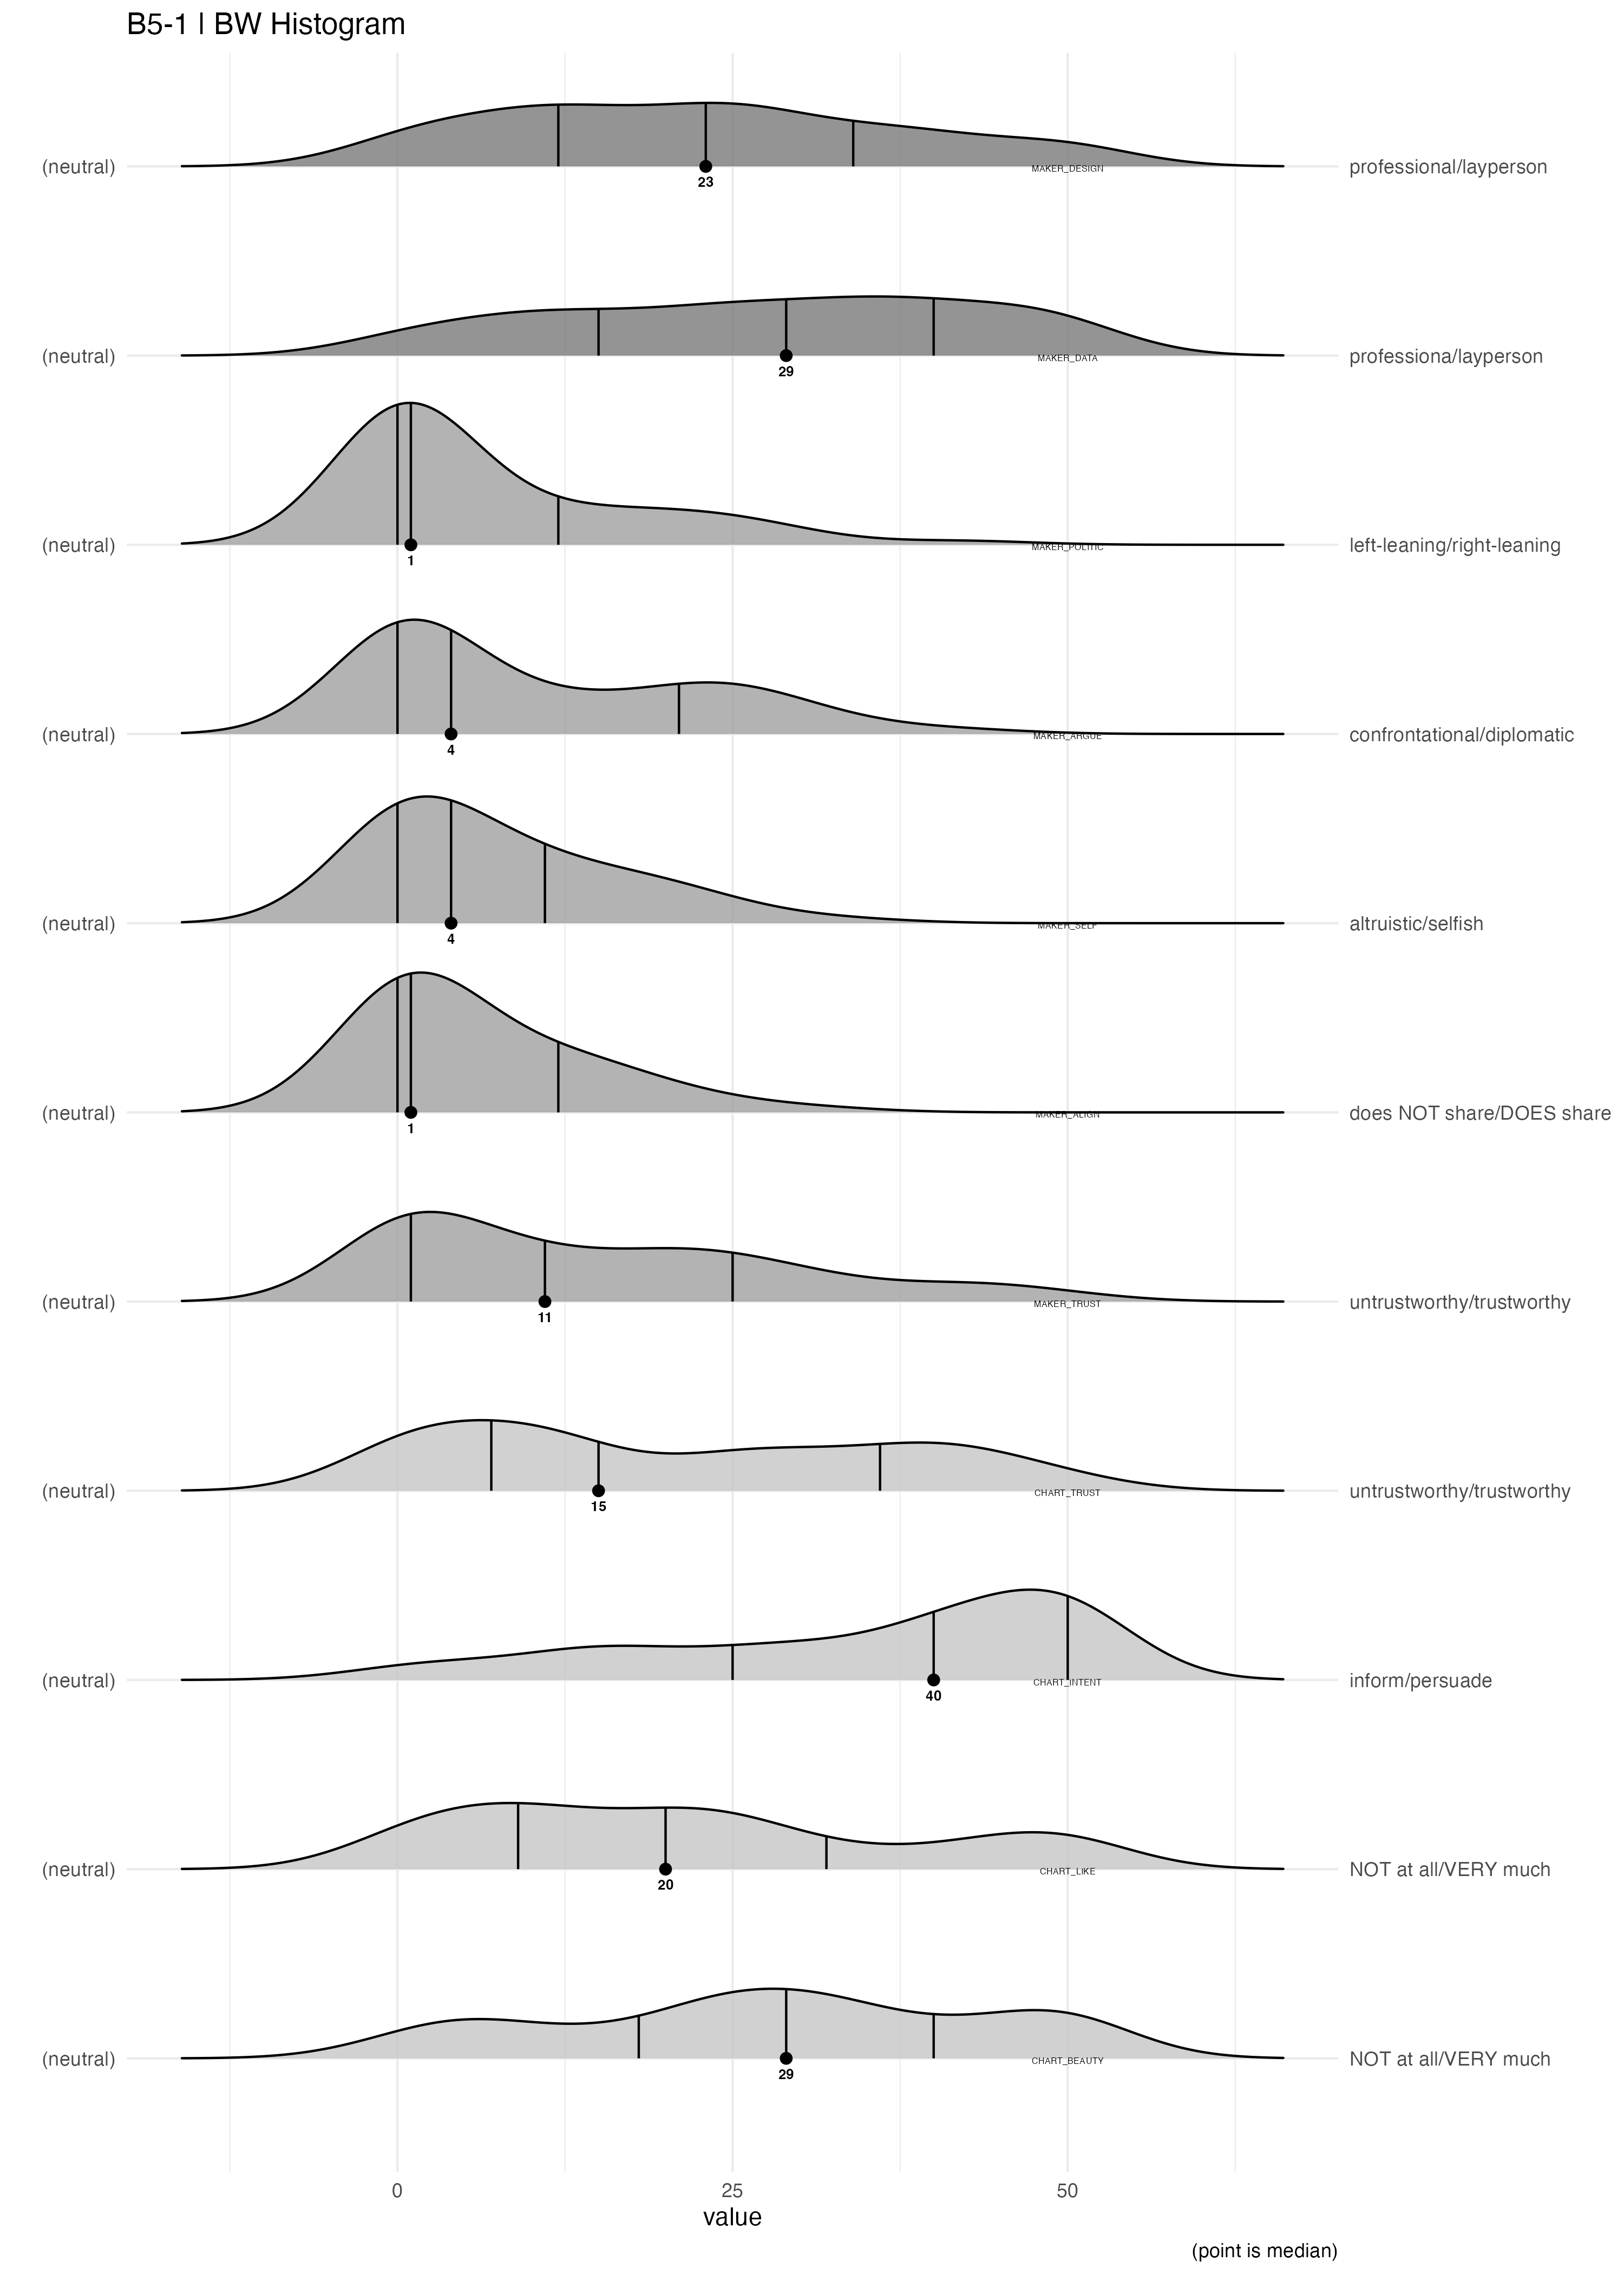 B5-1 | BW Histogram
(neutral) MAKER_DESIGN professional/layperson
23
(neutral) MAKER_DATA professiona/layperson
29
(neutral) MAKER_POLITIC left-leaning/right-leaning
1
(neutral) MAKER_ARGUE confrontational/diplomatic
4
(neutral) MAKER_SELF altruistic/selfish
4
(neutral) MAKER_ALIGN does NOT share/DOES share
1
(neutral) MAKER_TRUST untrustworthy/trustworthy
11
(neutral) CHART_TRUST untrustworthy/trustworthy
15
(neutral) CHART_INTENT inform/persuade
40
(neutral) CHART_LIKE NOT at all/VERY much
20
(neutral) CHART_BEAUTY NOT at all/VERY much
29
0 25 50
value
(point is median)